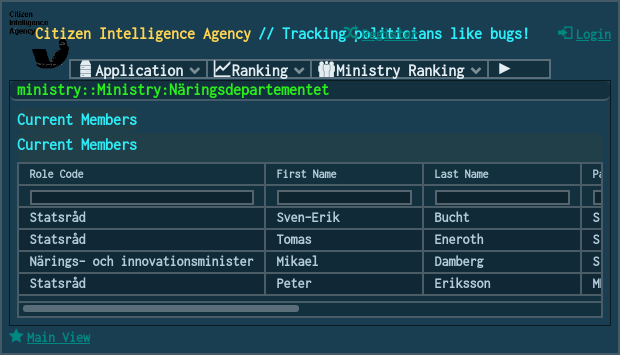 Citizen
Intelligence
Agency
Citizen Intelligence Agency // Tracking politicians like bugs!
Register
Login
Application
Ranking
Ministry Ranking
ministry::Ministry:Näringsdepartementet
Current Members
Current Members
Role Code First Name Last Name Pa
Statsråd Sven-Erik Bucht S
Statsråd Tomas Eneroth S
Närings- och innovationsminister Mikael Damberg S
Statsråd Peter Eriksson MP
Main View